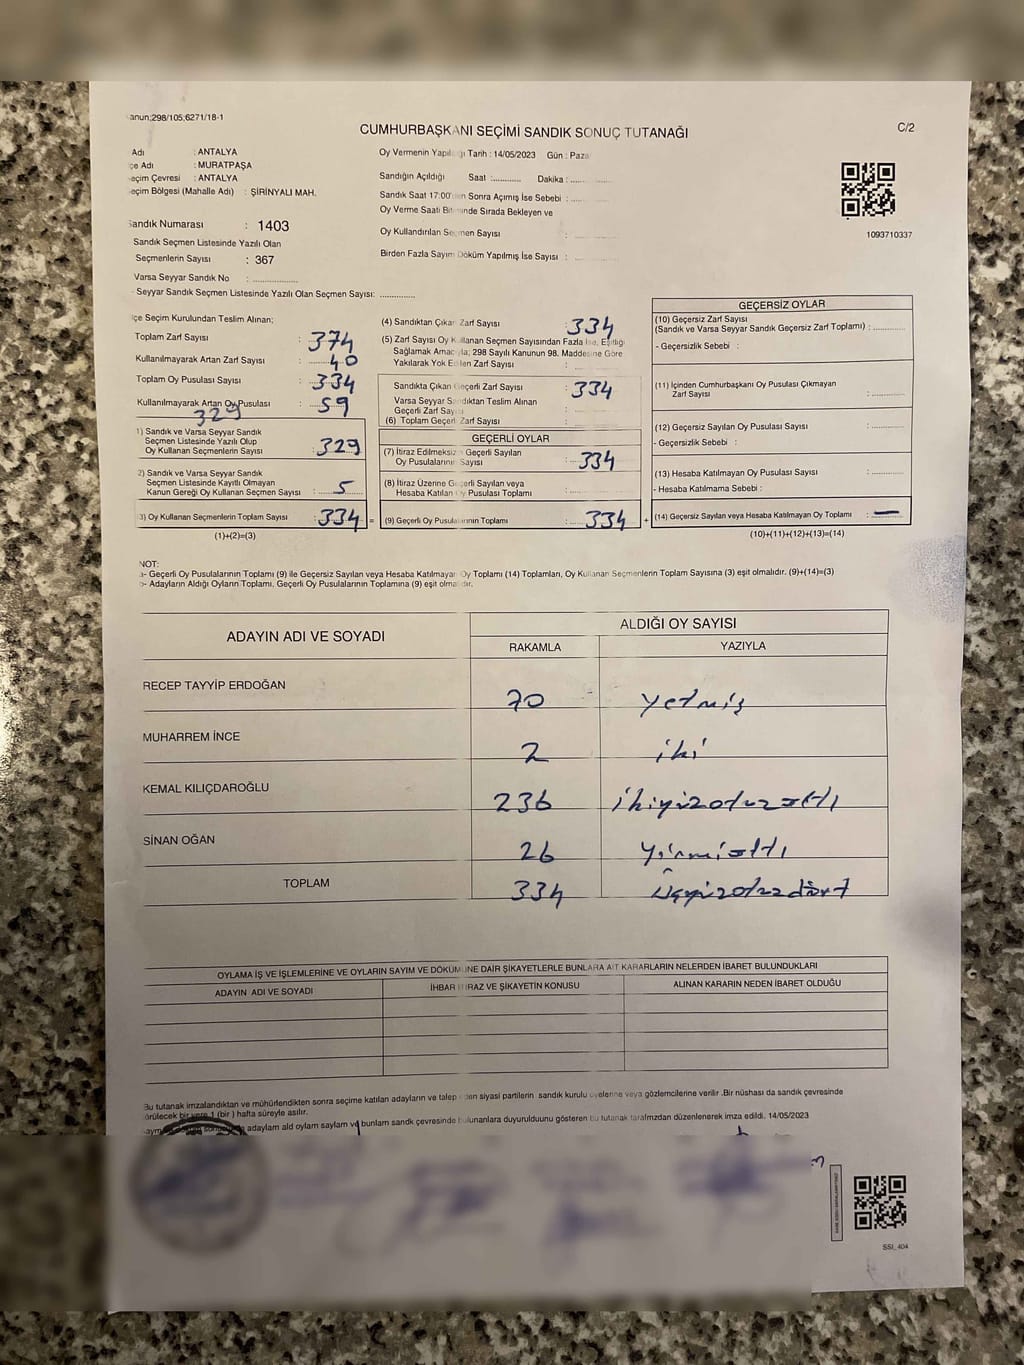 anun;298/105;6271/18-1
CUMHURBAŞKANI SEÇİMİ SANDIK SONUÇ TUTANAĞI
C/2
Adı : ANTALYA
çe Adı : MURATPAŞA
eçim Çevresi : ANTALYA
eçim Bölgesi (Mahalle Adı) : ŞİRİNYALI MAH.
Sandık Numarası : 1403
Sandık Seçmen Listesinde Yazılı Olan
Seçmenlerin Sayısı : 367
Varsa Seyyar Sandık No : ..............
Seyyar Sandık Seçmen Listesinde Yazılı Olan Seçmen Sayısı: ............
Oy Vermenin Yapıldığı Tarih : 14/05/2023 Gün : Paza
Sandığın Açıldığı Saat :.......... Dakika : ..............
Sandık Saat 17:00'den Sonra Açımış İse Sebebi : ..............
Oy Verme Saati Bitiminde Sırada Bekleyen ve
Oy Kullandırılan Seçmen Sayısı : ..............
Birden Fazla Sayım Döküm Yapılmış İse Sayısı : ..............
1093710337
lçe Seçim Kurulundan Teslim Alınan;
Toplam Zarf Sayısı : 374
Kullanılmayarak Artan Zarf Sayısı : 40
Toplam Oy Pusulası Sayısı : 334
Kullanılmayarak Artan Oy Pusulası : 59
329
1) Sandık ve Varsa Seyyar Sandık
Seçmen Listesinde Yazılı Olup
Oy Kullanan Seçmenlerin Sayısı : 329
2) Sandık ve Varsa Seyyar Sandık
Seçmen Listesinde Kayıtlı Olmayan
Kanun Gereği Oy Kullanan Seçmen Sayısı : 5
3) Oy Kullanan Seçmenlerin Toplam Sayısı : 334 =
(1)+(2)=(3)
(4) Sandıktan Çıkan Zarf Sayısı 334
(5) Zarf Sayısı Oy Kullanan Seçmen Sayısından Fazla İse, Eşitliği
Sağlamak Amacıyla; 298 Sayılı Kanunun 98. Maddesine Göre
Yakılarak Yok Edilen Zarf Sayısı : ..............
Sandıkta Çıkan Geçerli Zarf Sayısı : 334
Varsa Seyyar Sandıktan Teslim Alınan
Geçerli Zarf Sayısı : ..............
(6) Toplam Geçerli Zarf Sayısı : ..............
GEÇERLİ OYLAR
(7) İtiraz Edilmeksizin Geçerli Sayılan
Oy Pusulalarının Sayısı : 334
(8) İtiraz Üzerine Geçerli Sayılan veya
Hesaba Katılan Oy Pusulası Toplamı : ..............
(9) Geçerli Oy Pusulalarının Toplamı : 334 +
GEÇERSİZ OYLAR
(10) Geçersiz Zarf Sayısı
(Sandık ve Varsa Seyyar Sandık Geçersiz Zarf Toplamı) : ............
- Geçersizlik Sebebi :
(11) İçinden Cumhurbaşkanı Oy Pusulası Çıkmayan
Zarf Sayısı : ............
(12) Geçersiz Sayılan Oy Pusulası Sayısı : ............
- Geçersizlik Sebebi :
(13) Hesaba Katılmayan Oy Pusulası Sayısı : ............
- Hesaba Katılmama Sebebi :
(14) Geçersiz Sayılan veya Hesaba Katılmayan Oy Toplamı : —
(10)+(11)+(12)+(13)=(14)
NOT:
a- Geçerli Oy Pusulalarının Toplamı (9) ile Geçersiz Sayılan veya Hesaba Katılmayan Oy Toplamı (14) Toplamları, Oy Kullanan Seçmenlerin Toplam Sayısına (3) eşit olmalıdır. (9)+(14)=(3)
b- Adayların Aldığı Oyların Toplamı, Geçerli Oy Pusulalarının Toplamına (9) eşit olmalıdır.
ADAYIN ADI VE SOYADI
ALDIĞI OY SAYISI
RAKAMLA YAZIYLA
RECEP TAYYİP ERDOĞAN 70 yetmiş
MUHARREM İNCE 2 iki
KEMAL KILIÇDAROĞLU 236 ikiyüzotuzaltı
SİNAN OĞAN 26 yirmialtı
TOPLAM 334 üçyüzotuzdört
OYLAMA İŞ VE İŞLEMLERİNE VE OYLARIN SAYIM VE DÖKÜMÜNE DAİR ŞİKAYETLERLE BUNLARA AİT KARARLARIN NELERDEN İBARET BULUNDUKLARI
ADAYIN ADI VE SOYADI İHBAR İTİRAZ VE ŞİKAYETİN KONUSU ALINAN KARARIN NEDEN İBARET OLDUĞU
Bu tutanak imzalandıktan ve mühürlendikten sonra seçime katılan adayların ve talep eden siyasi partilerin sandık kurulu üyelerine veya gözlemcilerine verilir .Bir nüshası da sandık çevresinde
görülecek bir yere 1 (bir ) hafta süreyle asılır.
adaylam ald oylam saylam ve bunlam sandk çevresinde bulunanlara duyurulduunu gösteren bu tutanak tarafmzdan düzenlenerek imza edildi. 14/05/2023
SSI_404